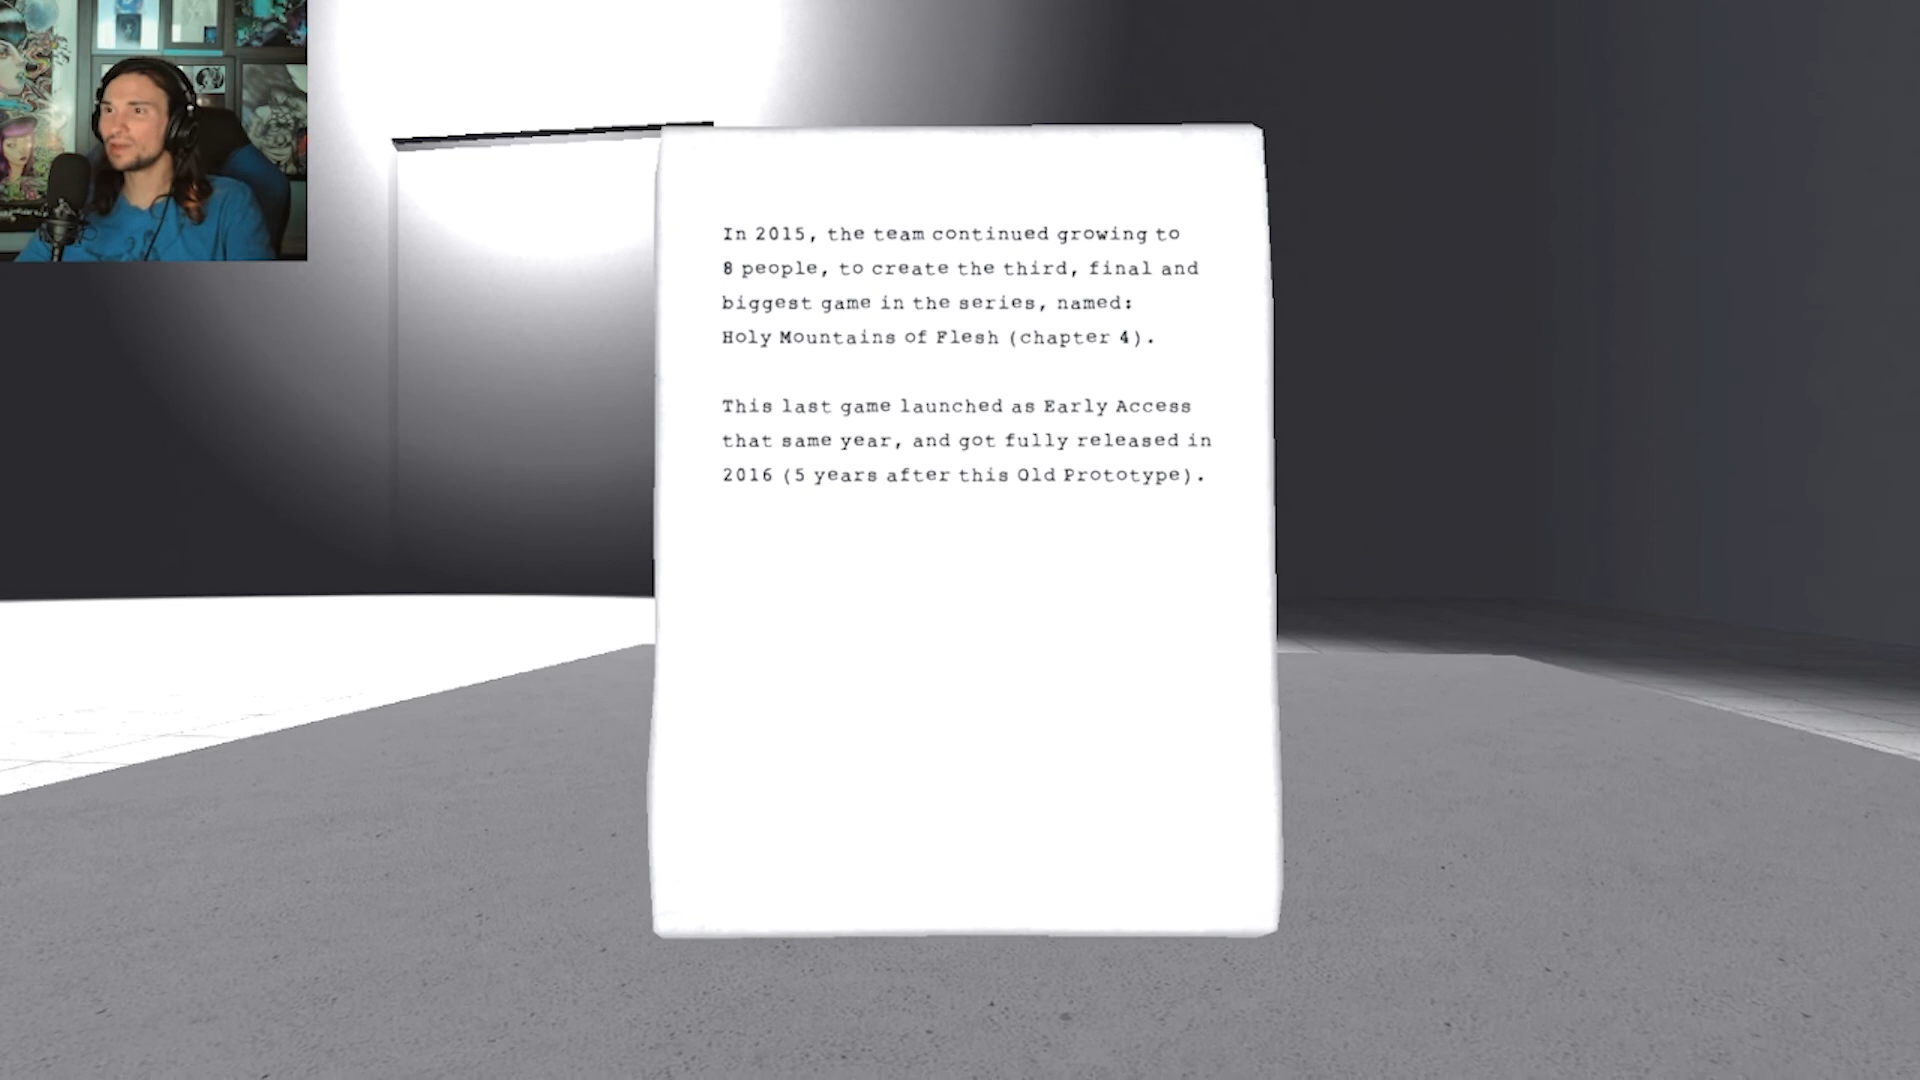 In 2015, the team continued growing to
8 people, to create the third, final and
biggest game in the series, named:
Holy Mountains of Flesh (chapter 4).
This last game launched as Early Access
that same year, and got fully released in
2016 (5 years after this Old Prototype).